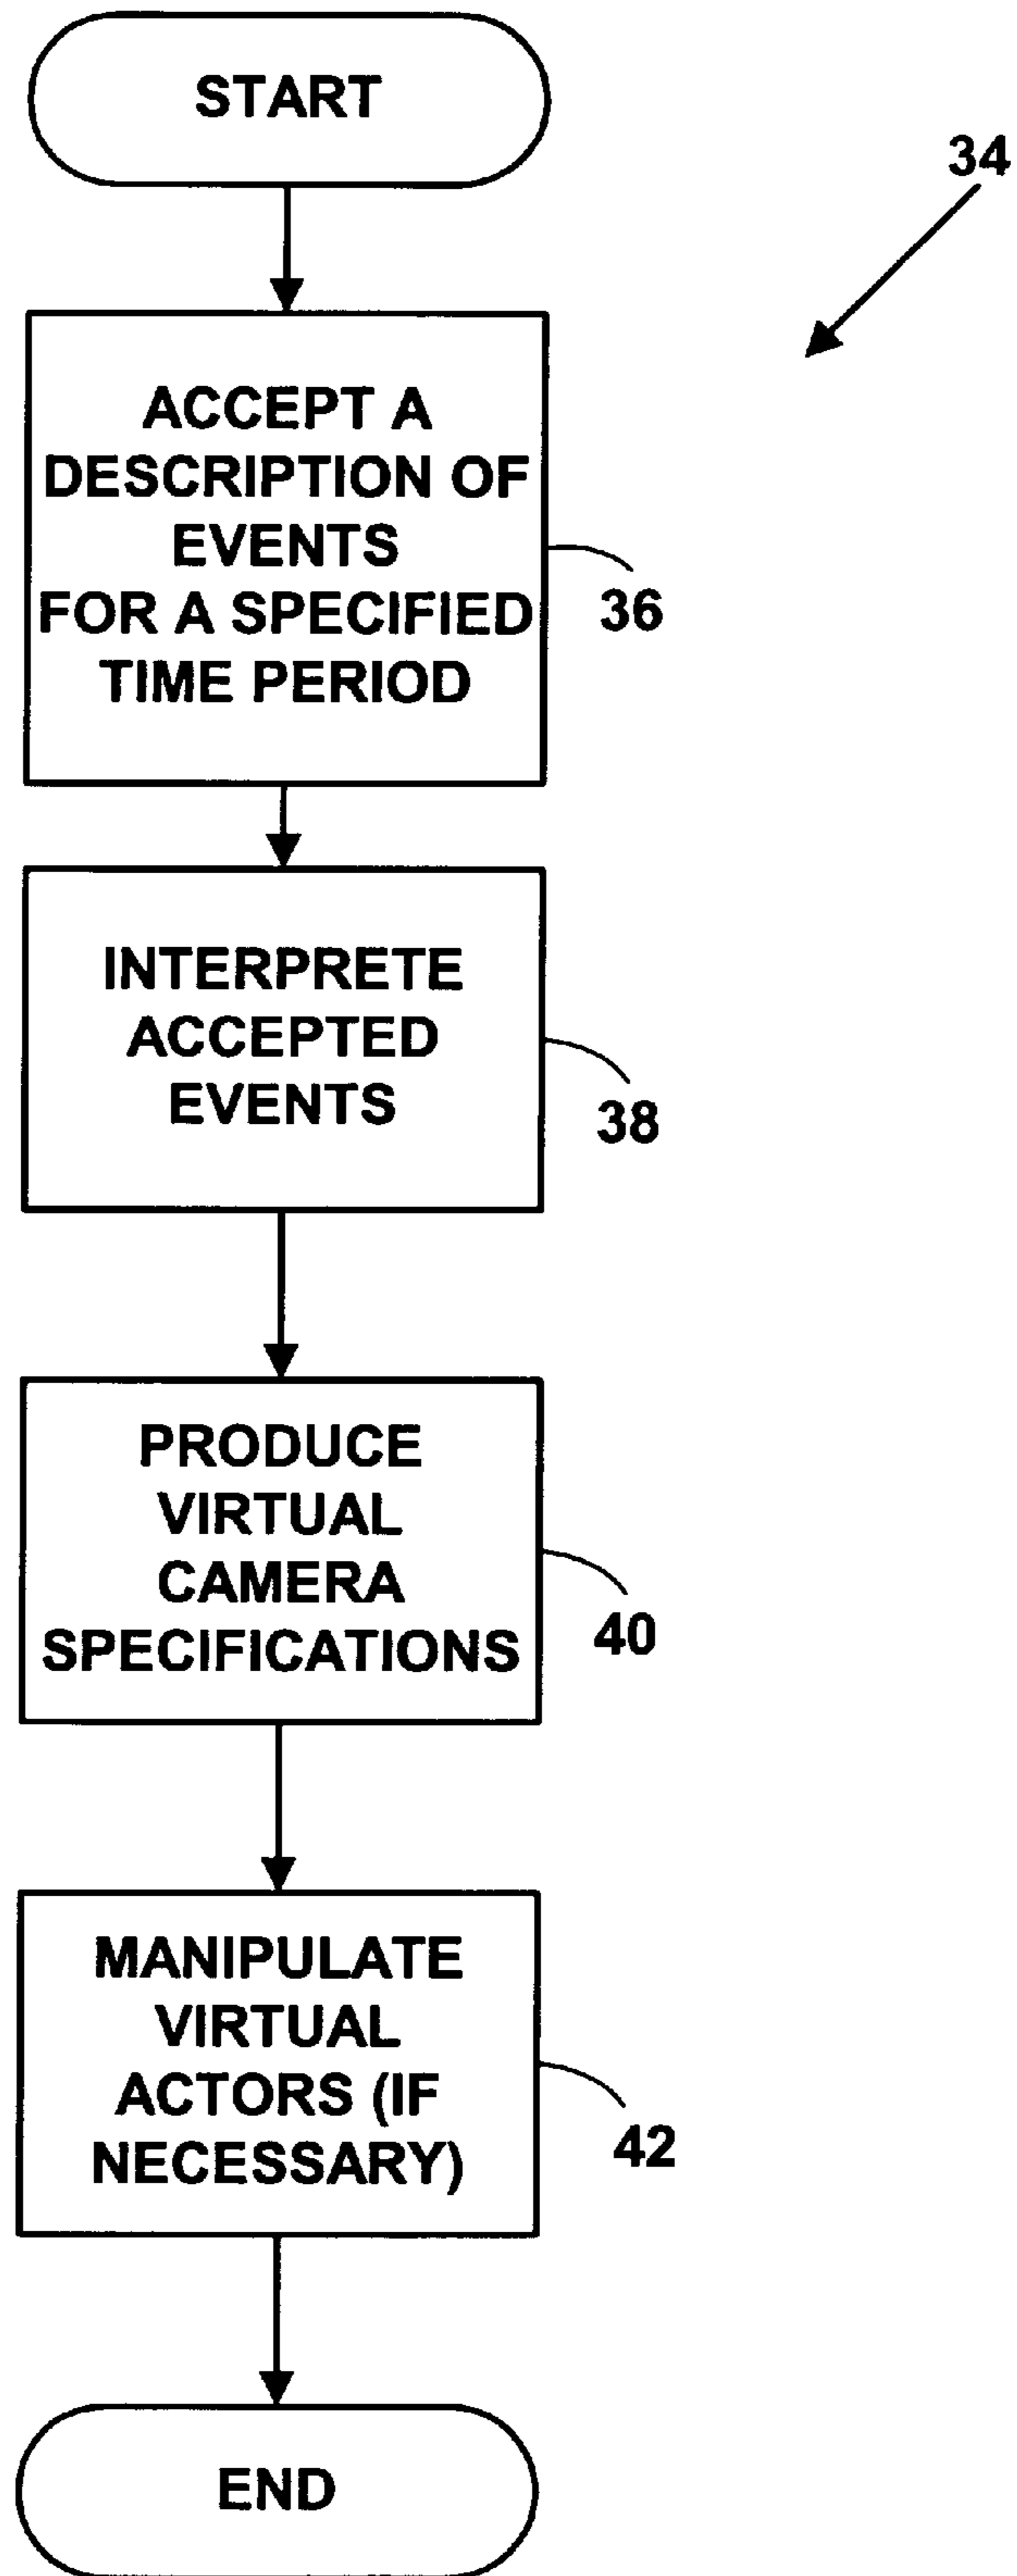 START
34
ACCEPT A
DESCRIPTION OF
EVENTS
FOR A SPECIFIED
TIME PERIOD
36
INTERPRETE
ACCEPTED
EVENTS
38
PRODUCE
VIRTUAL
CAMERA
SPECIFICATIONS
40
MANIPULATE
VIRTUAL
ACTORS (IF
NECESSARY)
42
END